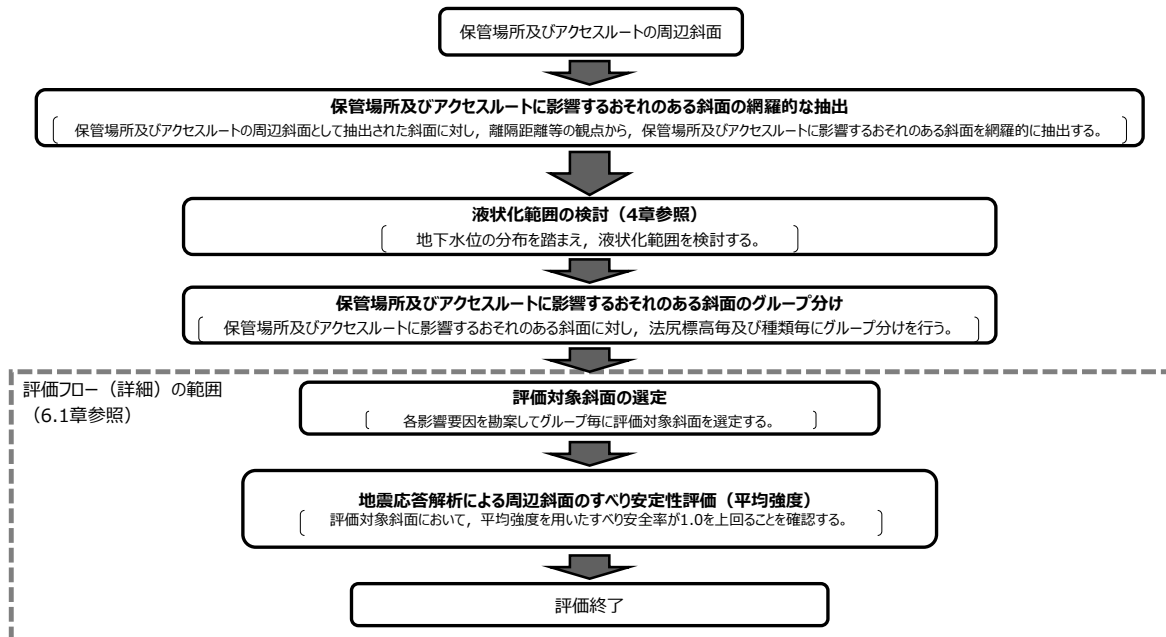 保管場所及びアクセスルートの周辺斜面
保管場所及びアクセスルートに影響するおそれのある斜面の網羅的な抽出
保管場所及びアクセスルートの周辺斜面として抽出された斜面に対し，離隔距離等の観点から，保管場所及びアクセスルートに影響するおそれのある斜面を網羅的に抽出する。
液状化範囲の検討（4章参照）
地下水位の分布を踏まえ，液状化範囲を検討する。
保管場所及びアクセスルートに影響するおそれのある斜面のグループ分け
保管場所及びアクセスルートに影響するおそれのある斜面に対し，法尻標高毎及び種類毎にグループ分けを行う。
評価フロー（詳細）の範囲
（6.1章参照）
評価対象斜面の選定
各影響要因を勘案してグループ毎に評価対象斜面を選定する。
地震応答解析による周辺斜面のすべり安定性評価（平均強度）
評価対象斜面において，平均強度を用いたすべり安全率が1.0を上回ることを確認する。
評価終了